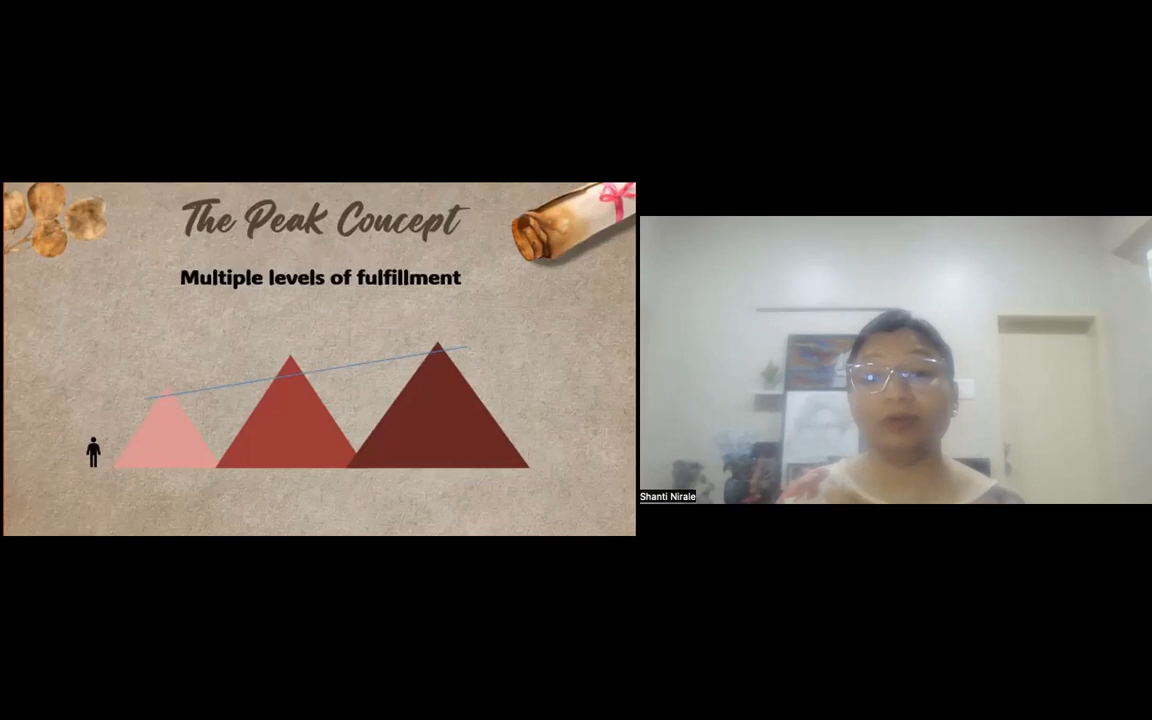 The Peak Concept
Multiple levels of fulfillment
Shanti Nirale